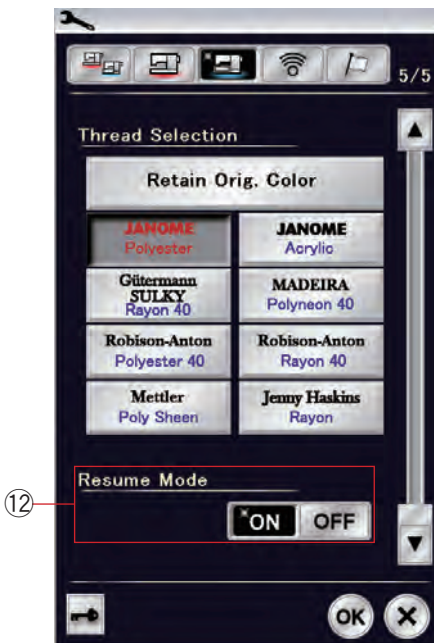 5/5
Thread Selection
Retain Orig. Color
JANOME
Polyester
JANOME
Acrylic
Gütermann
SULKY
Rayon 40
MADEIRA
Polyneon 40
Robison-Anton
Polyester 40
Robison-Anton
Rayon 40
Mettler
Poly Sheen
Jenny Haskins
Rayon
⑫
Resume Mode
ON OFF
OK